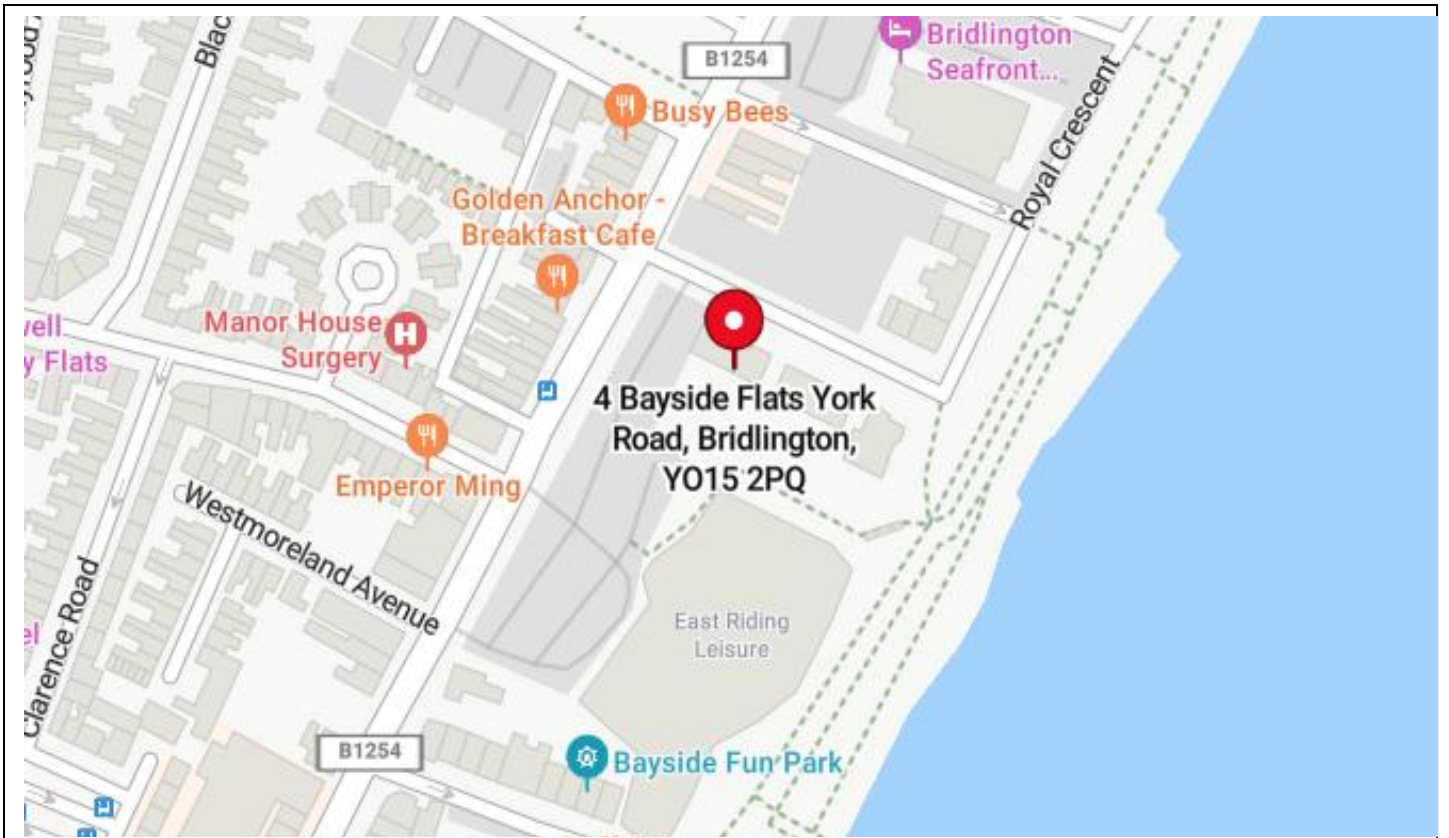 Blac
B1254
Bridlington
Seafront...
Busy Bees
Royal Crescent
Golden Anchor -
Breakfast Cafe
Manor House
Surgery
H
y Flats
4 Bayside Flats York
Road, Bridlington,
YO15 2PQ
Emperor Ming
Westmoreland Avenue
Clarence Road
East Riding
Leisure
B1254
Bayside Fun Park